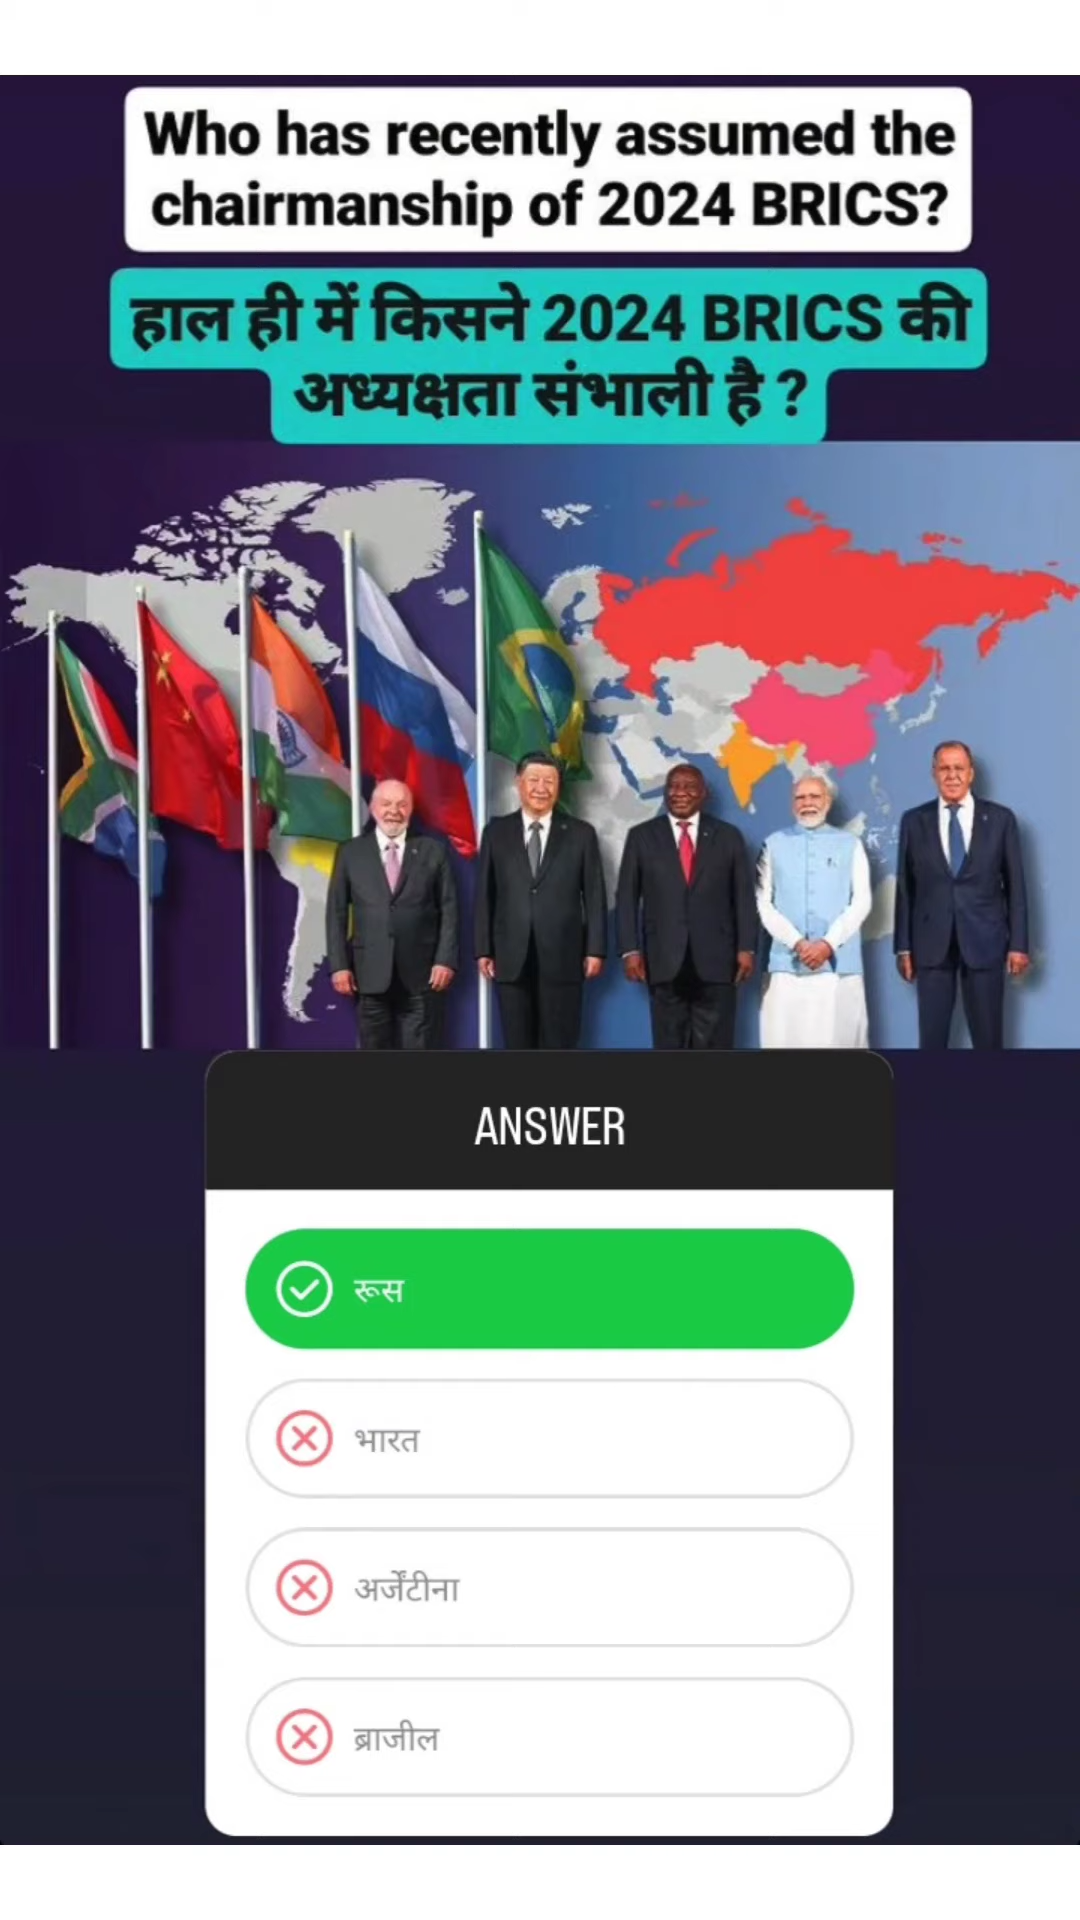 Who has recently assumed the
chairmanship of 2024 BRICS?
हाल ही में किसने 2024 BRICS की
अध्यक्षता संभाली है ?
ANSWER
रूस
भारत
अर्जेंटीना
ब्राजील